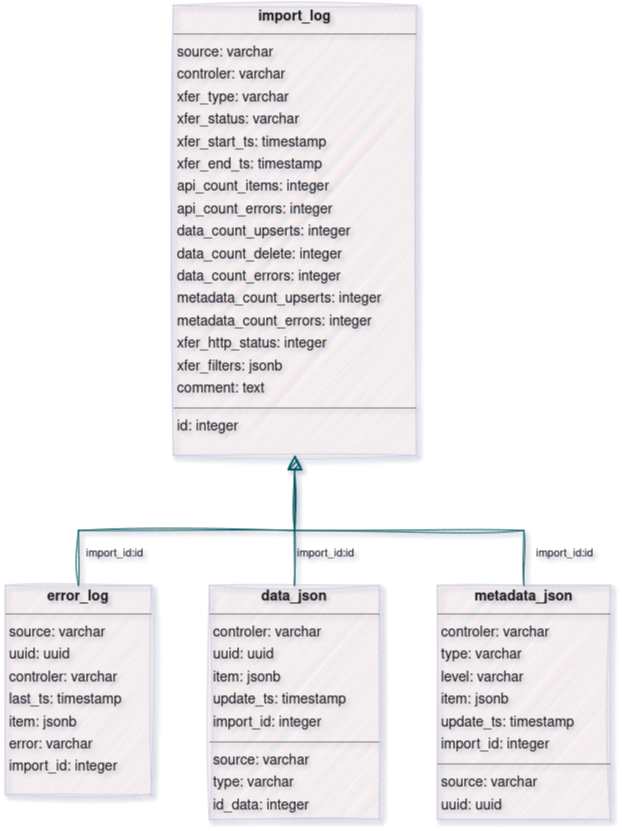 import_log
source: varchar
controler: varchar
xfer_type: varchar
xfer_status: varchar
xfer_start_ts: timestamp
xfer_end_ts: timestamp
api_count_items: integer
api_count_errors: integer
data_count_upserts: integer
data_count_delete: integer
data_count_errors: integer
metadata_count_upserts: integer
metadata_count_errors: integer
xfer_http_status: integer
xfer_filters: jsonb
comment: text
id: integer
import_id:id
import_id:id
import_id:id
error_log
source: varchar
uuid: uuid
controler: varchar
last_ts: timestamp
item: jsonb
error: varchar
import_id: integer
data_json
controler: varchar
uuid: uuid
item: jsonb
update_ts: timestamp
import_id: integer
source: varchar
type: varchar
id_data: integer
metadata_json
controler: varchar
type: varchar
level: varchar
item: jsonb
update_ts: timestamp
import_id: integer
source: varchar
uuid: uuid